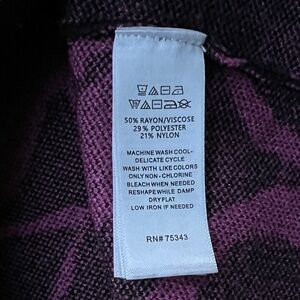 50% RAYON/VISCOSE
29% POLYESTER
21% NYLON
MACHINE WASH COOL-
DELICATE CYCLE
WASH WITH LIKE COLORS
ONLY NON-CHLORINE
BLEACH WHEN NEEDED
RESHAPE WHILE DAMP
DRY FLAT
LOW IRON IF NEEDED
RN# 75343